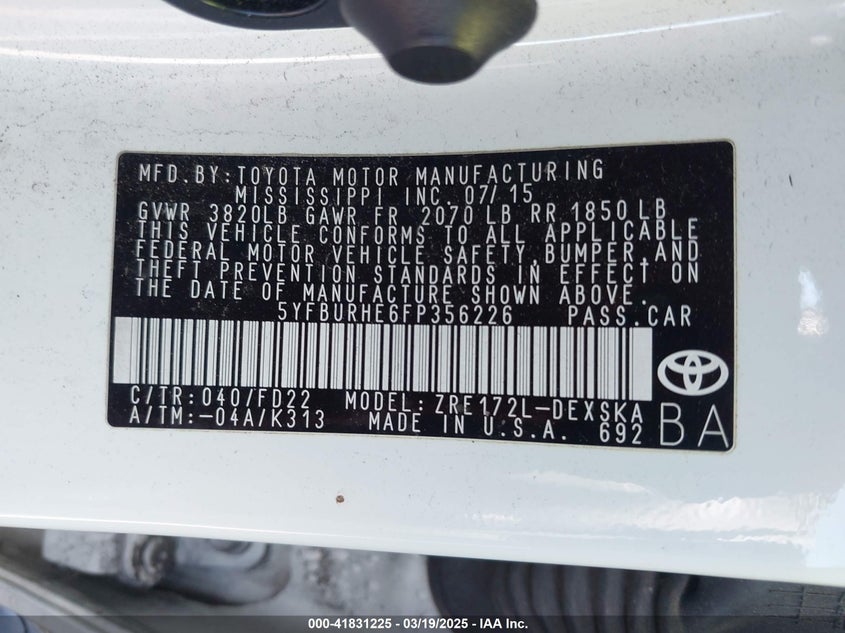 MFD. BY: TOYOTA MOTOR MANUFACTURING
MISSISSIPPI INC. 07/15
GVWR 3820LB GAWR FR 2070 LB RR 1850 LB
THIS VEHICLE CONFORMS TO ALL APPLICABLE
FEDERAL MOTOR VEHICLE SAFETY, BUMPER, AND
THEFT PREVENTION STANDARDS IN EFFECT ON
THE DATE OF MANUFACTURE SHOWN ABOVE.
5YFBURHE6FP356226 PASS. CAR
C/TR: 040/FD22 MODEL: ZRE172L-DEXSKA
A/TM: -04A/K313 MADE IN U.S.A. 692 BA
000-41831225 - 03/19/2025 - IAA Inc.